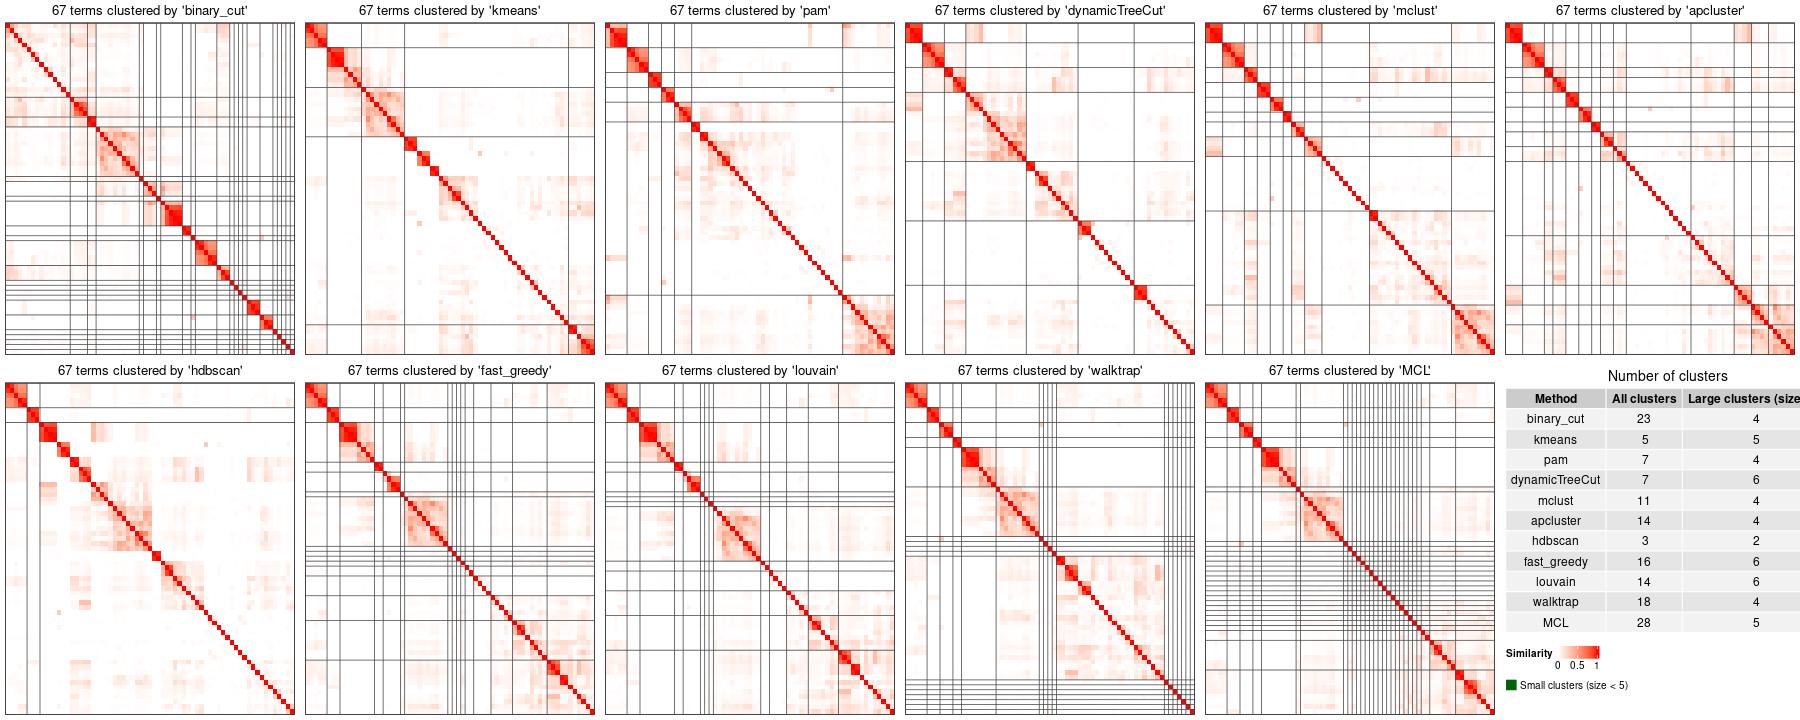 67 terms clustered by 'binary_cut'
67 terms clustered by 'kmeans'
67 terms clustered by 'pam'
67 terms clustered by 'dynamicTreeCut'
67 terms clustered by 'mclust'
67 terms clustered by 'apcluster'
67 terms clustered by 'hdbscan'
67 terms clustered by 'fast_greedy'
67 terms clustered by 'louvain'
67 terms clustered by 'walktrap'
67 terms clustered by 'MCL'
Number of clusters
Method All clusters Large clusters (size
binary_cut 23 4
kmeans 5 5
pam 7 4
dynamicTreeCut 7 6
mclust 11 4
apcluster 14 4
hdbscan 3 2
fast_greedy 16 6
louvain 14 6
walktrap 18 4
MCL 28 5
Similarity
0 0.5 1
Small clusters (size < 5)